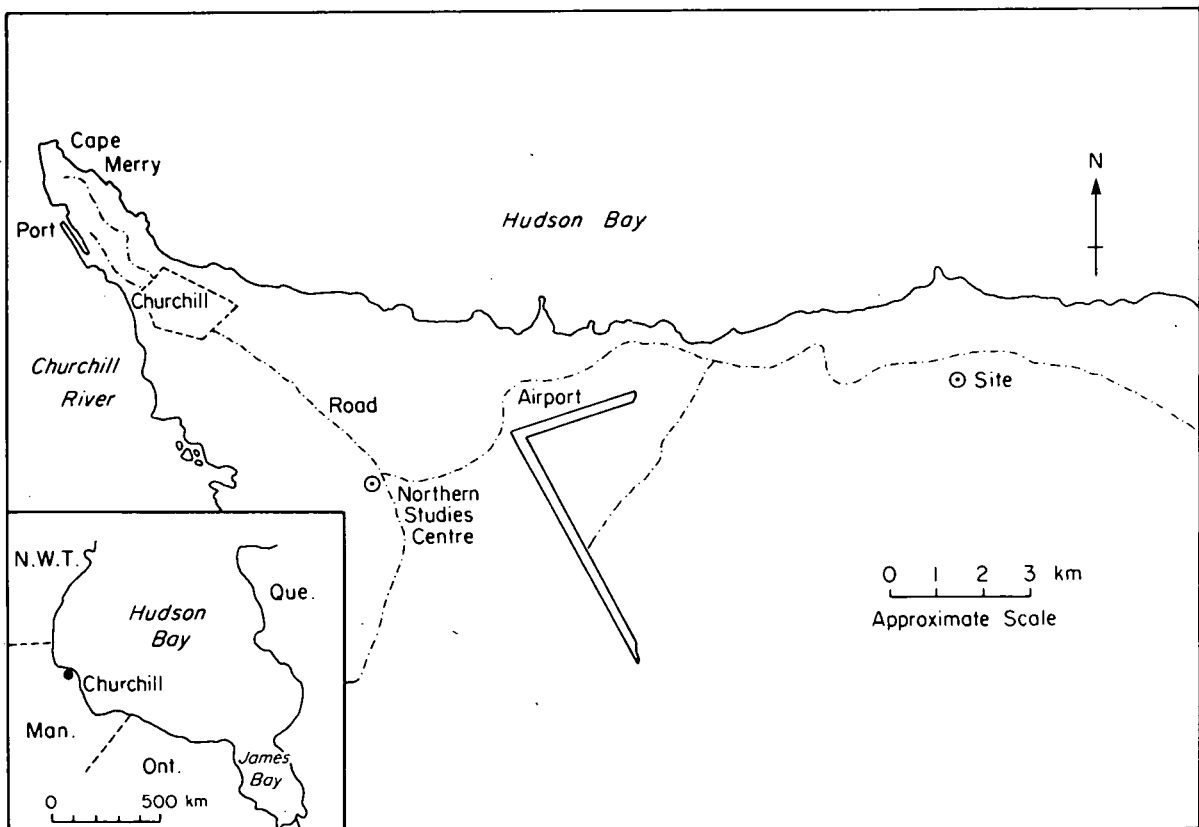 Cape
Merry
Port
Hudson Bay
N
Churchill
Churchill
River
Road
Airport
Site
Northern
Studies
Centre
0 1 2 3 km
Approximate Scale
N.W.T.
Que.
Hudson
Bay
Churchill
Man.
Ont.
James
Bay
0 500 km